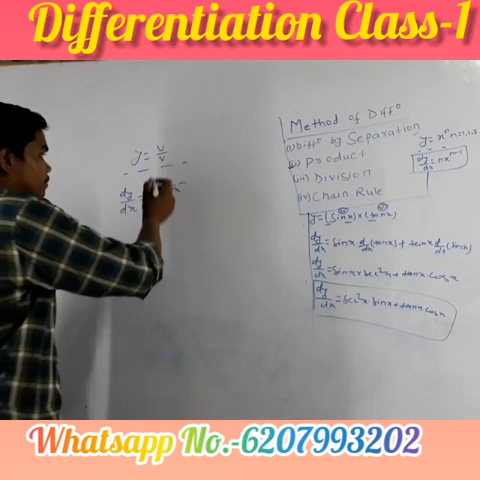 Differentiation Class-1
Method of Diffⁿ
(i) Diffⁿ by Separation
(ii) Product
(iii) Division
(iv) Chain Rule
y = xⁿ
dy/dx = nxⁿ⁻¹
y = u/v
dy/dx =
y = (sinx) x (tanx)
dy/dx = sinx d/dx (tanx) + tanx d/dx (sinx)
dy/dx = sinx x sec²x + tanx. cosx
dy/dx = sec²x sinx + tanx. cosx
Whatsapp No.-6207993202